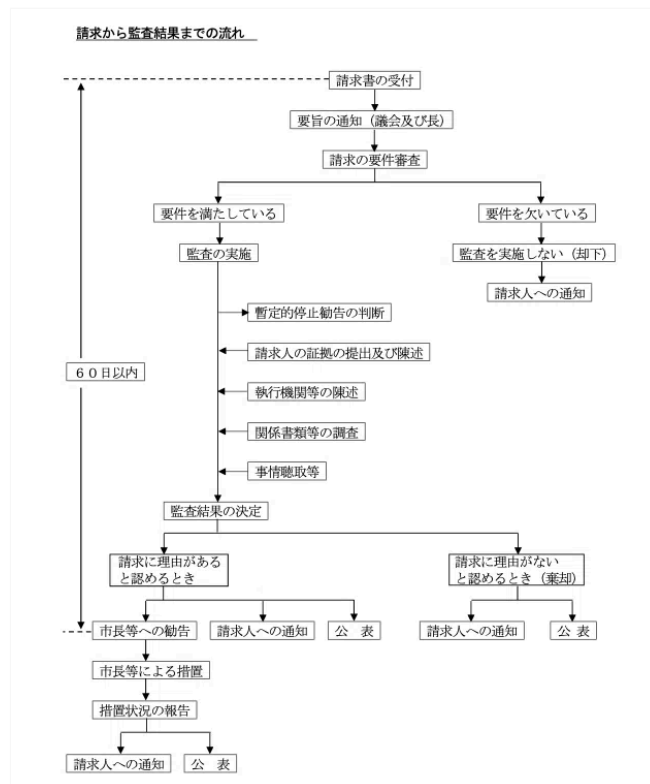 請求から監査結果までの流れ
請求書の受付
要旨の通知（議会及び長）
請求の要件審査
要件を満たしている
要件を欠いている
監査の実施
監査を実施しない（却下）
請求人への通知
暫定的停止勧告の判断
請求人の証拠の提出及び陳述
60日以内
執行機関等の陳述
関係書類等の調査
事情聴取等
監査結果の決定
請求に理由がある
と認めるとき
請求に理由がない
と認めるとき（棄却）
市長等への勧告
請求人への通知
公　表
請求人への通知
公 表
市長等による措置
措置状況の報告
請求人への通知
公　表